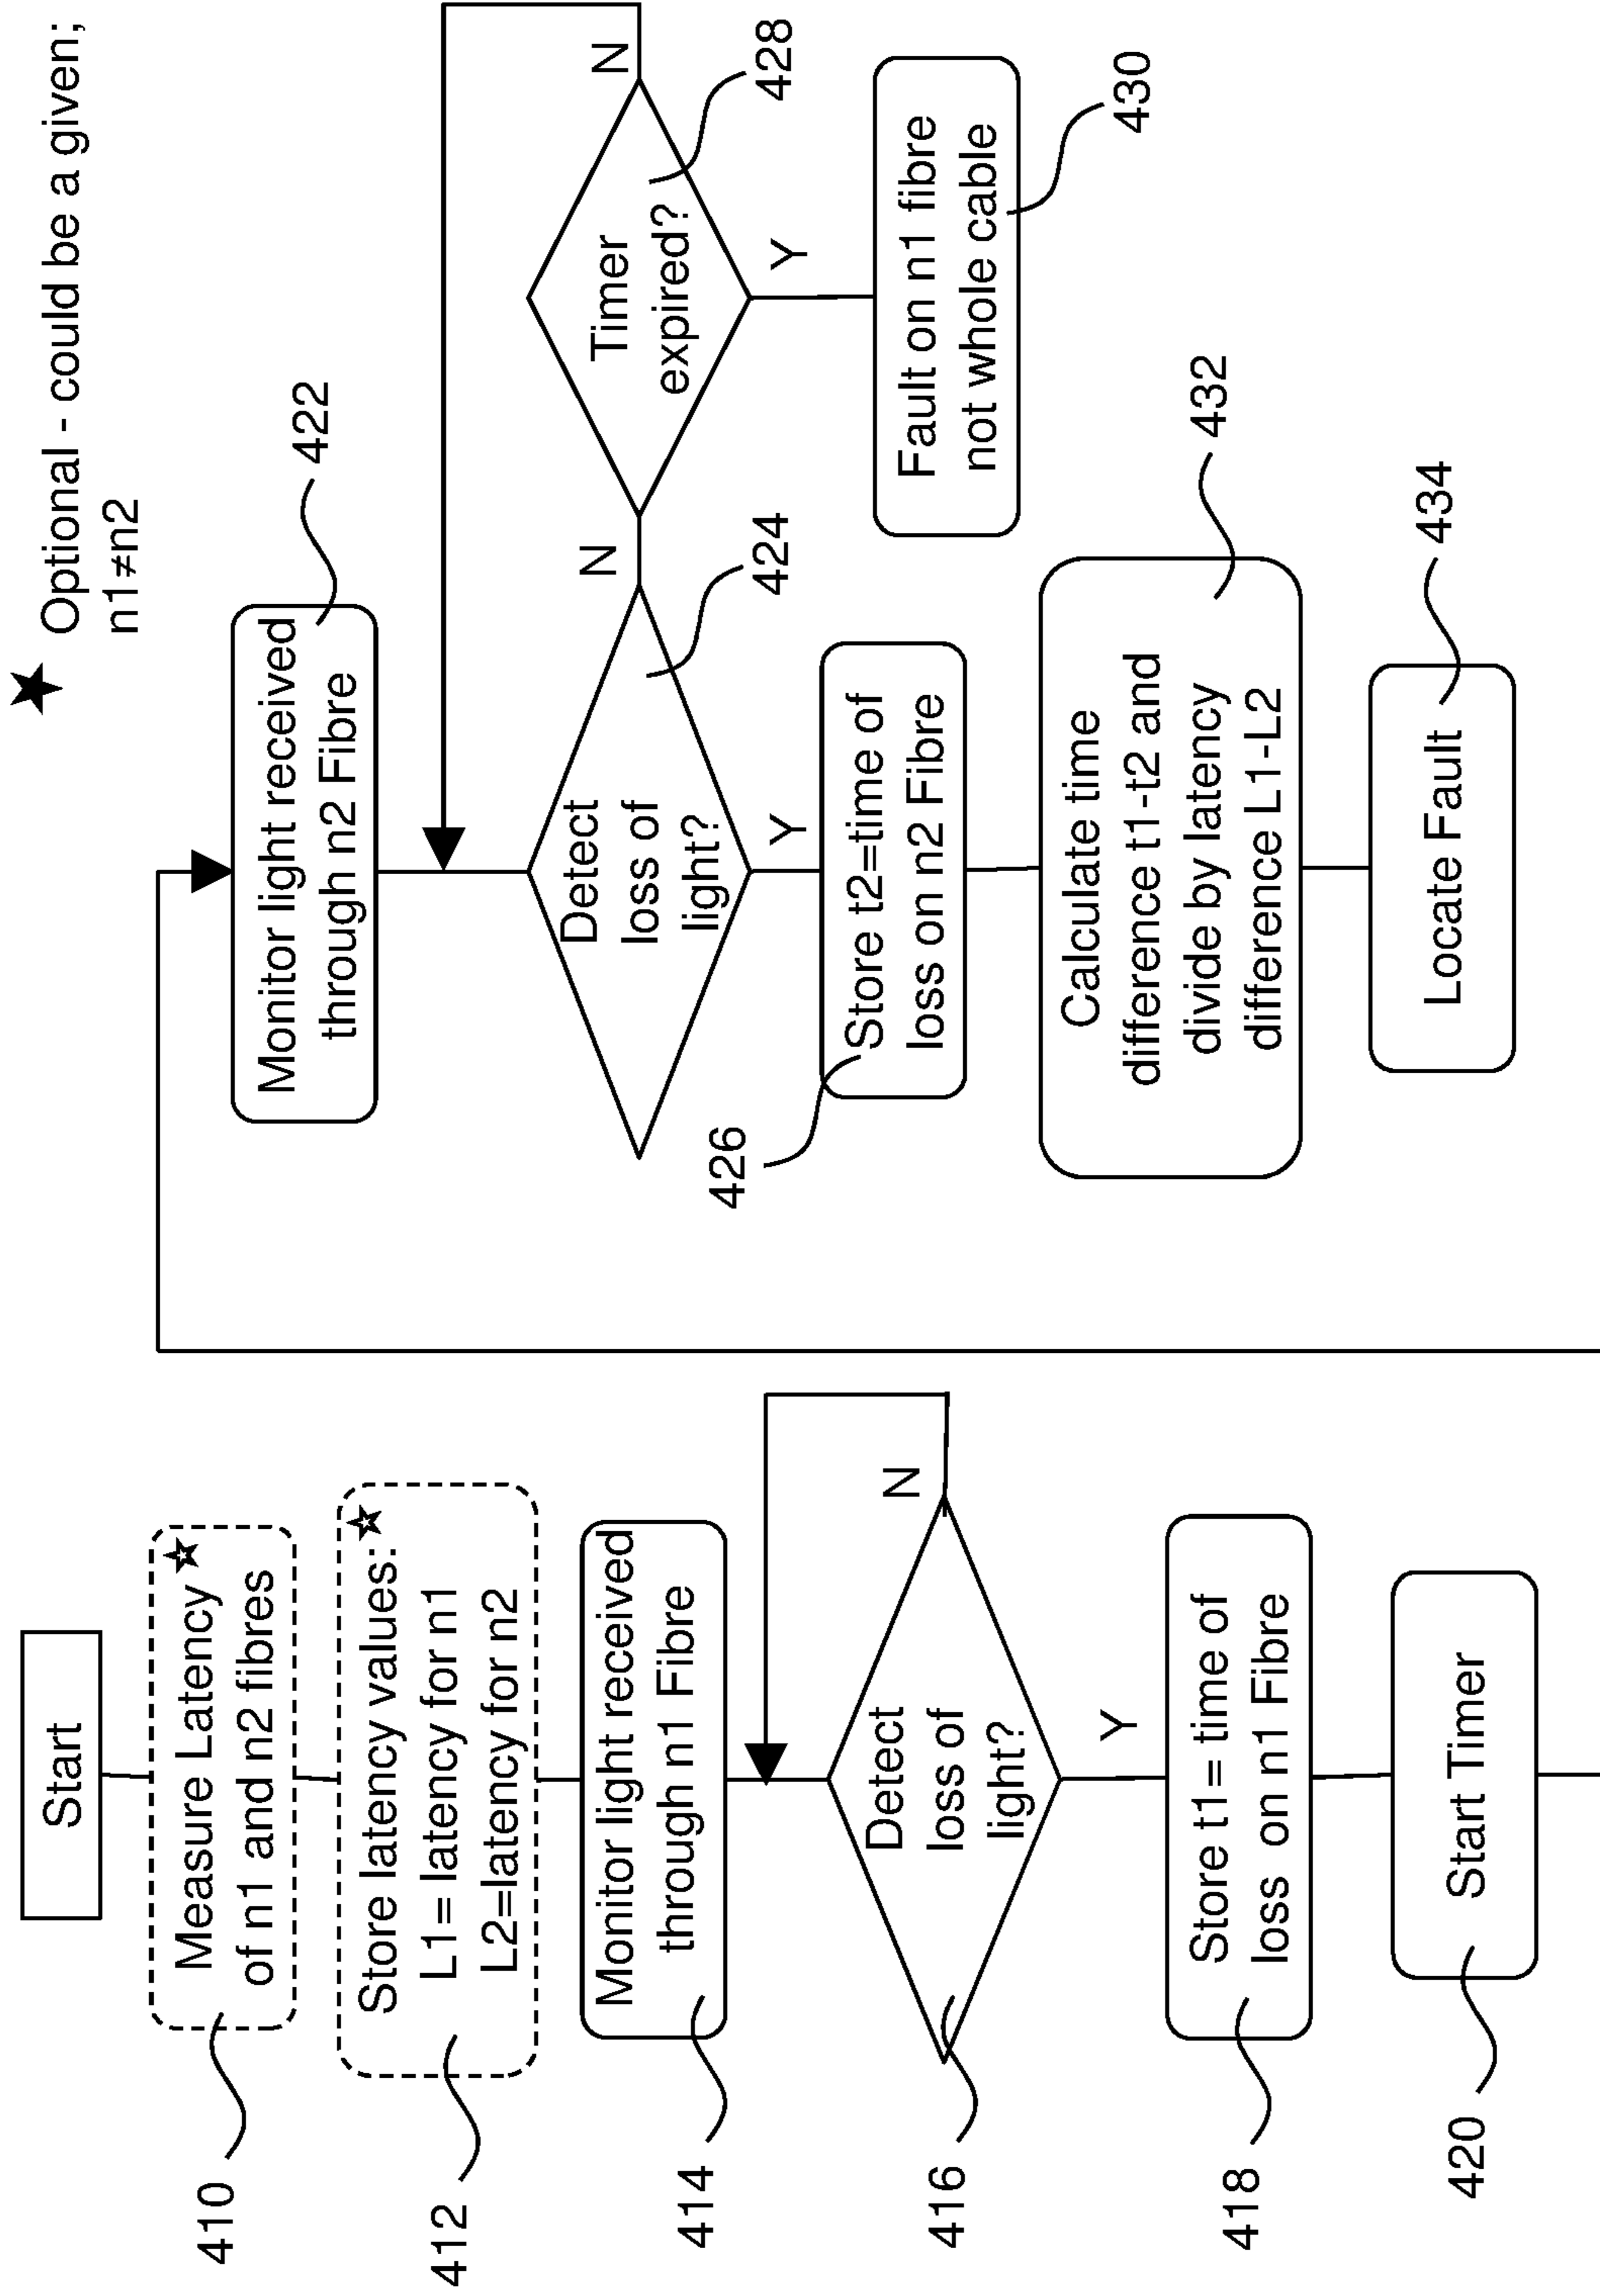 Start
Measure Latency
of n1 and n2 fibres
410
Store latency values:
L1= latency for n1
L2=latency for n2
412
Monitor light received
through n1 Fibre
414
Detect
loss of
light?
N
Y
416
Store t1= time of
loss on n1 Fibre
418
Start Timer
420
Optional - could be a given;
n1≠n2
Monitor light received
through n2 Fibre
422
Detect
loss of
light?
N
Y
424
Timer
expired?
N
Y
428
Fault on n1 fibre
not whole cable
430
Store t2=time of
loss on n2 Fibre
426
Calculate time
difference t1-t2 and
divide by latency
difference L1-L2
432
Locate Fault
434